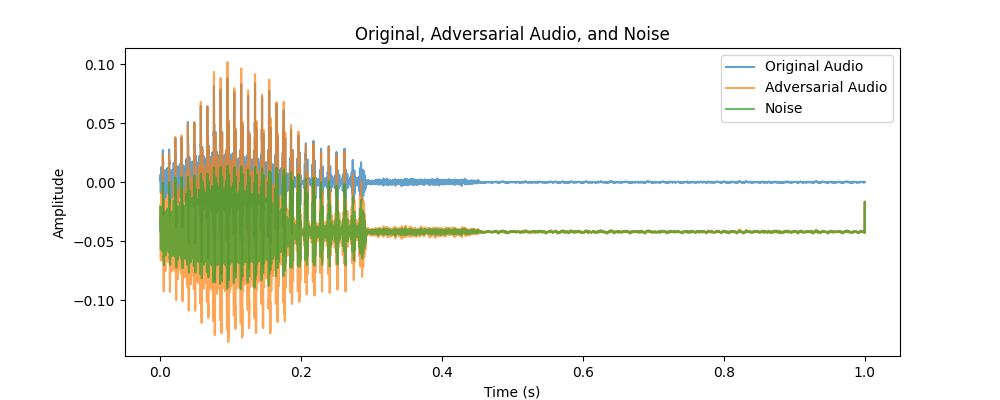 Original, Adversarial Audio, and Noise
Original Audio
Adversarial Audio
Noise
Amplitude
0.10
0.05
0.00
−0.05
−0.10
0.0
0.2
0.4
0.6
0.8
1.0
Time (s)